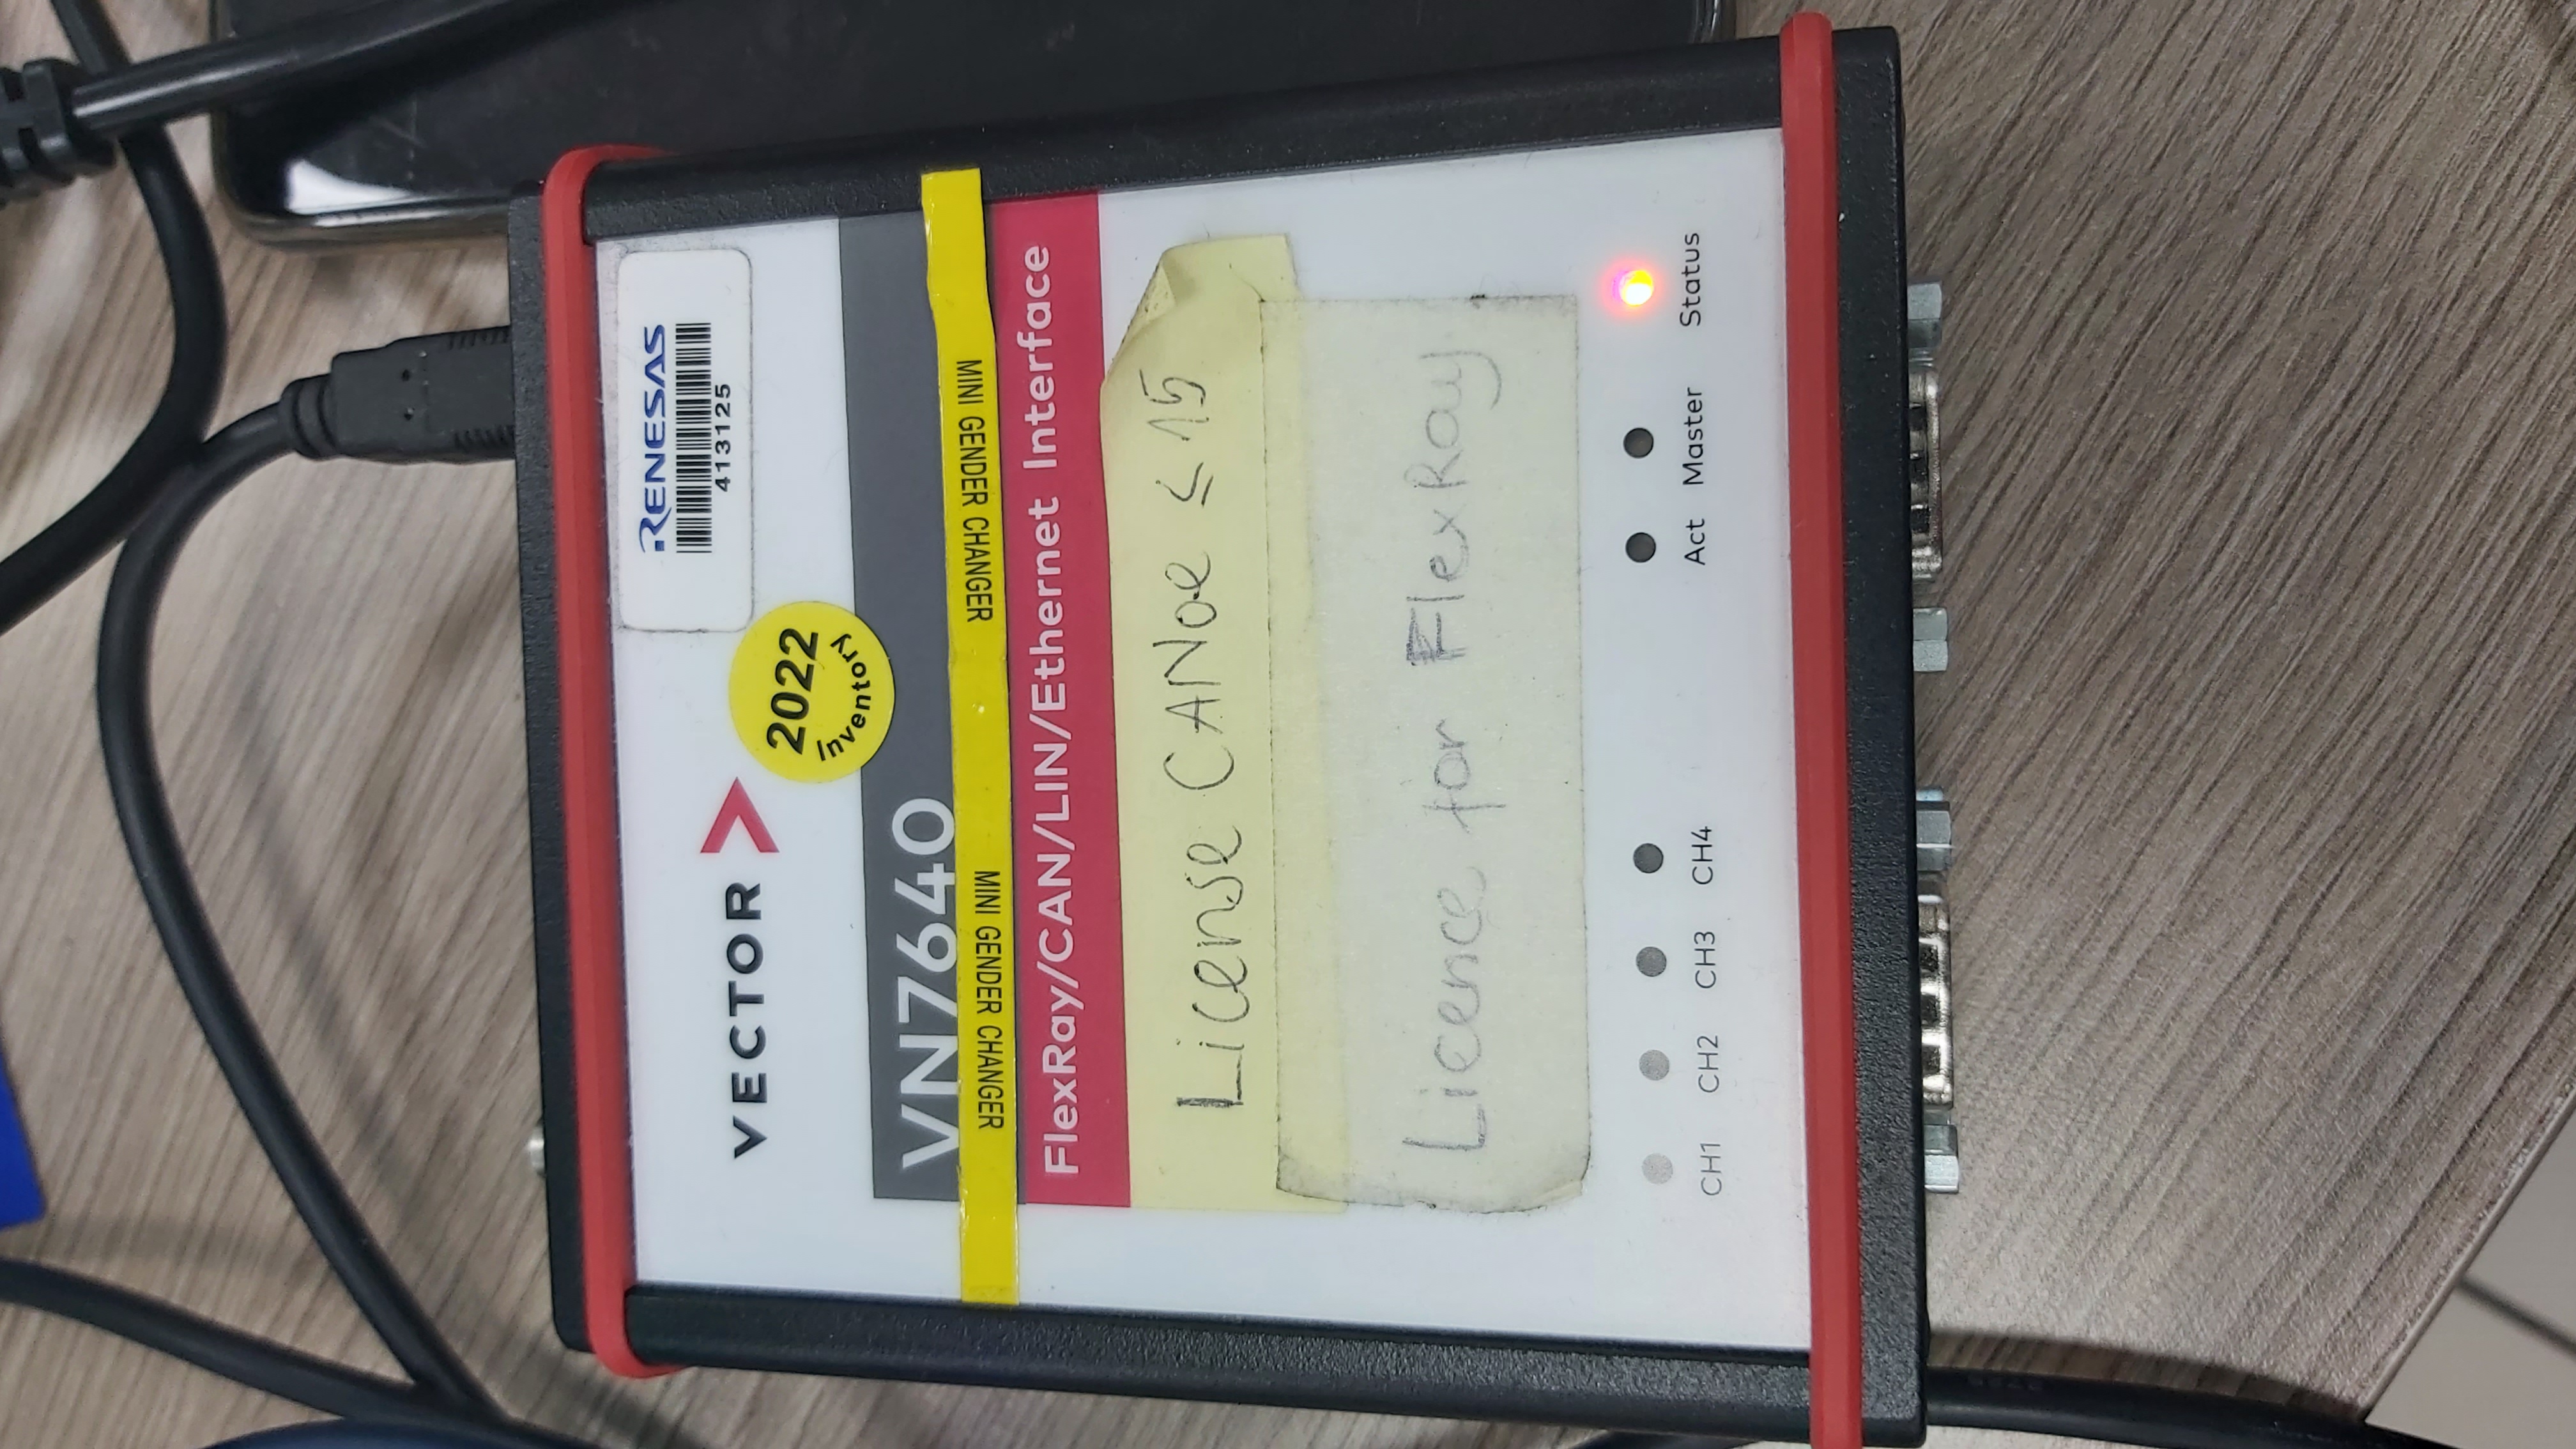 RENESAS
413125
VECTOR
2022
Inventory
VN7640
MINI GENDER CHANGER MINI GENDER CHANGER
FlexRay/CAN/LIN/Ethernet Interface
License CANoe ≤ 15
Licence for FlexRay
CH1 CH2 CH3 CH4 Act Master Status